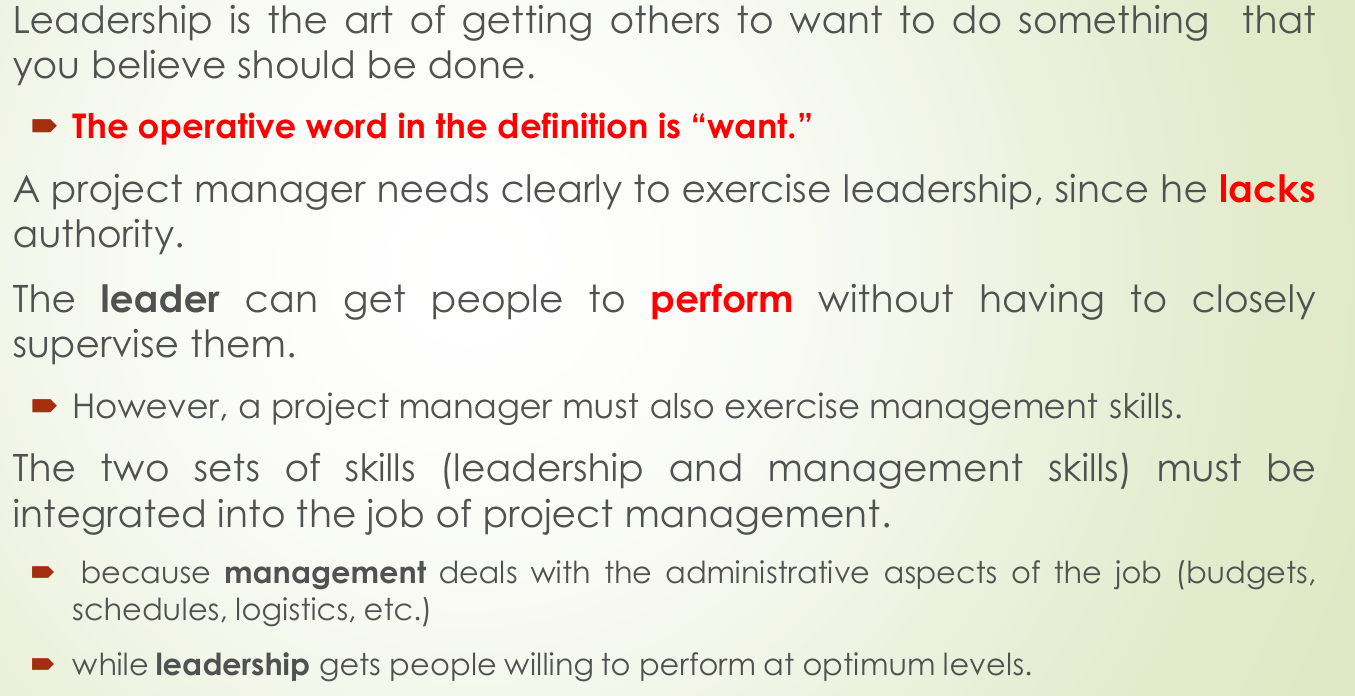 Leadership is the art of getting others to want to do something that
you believe should be done.
The operative word in the definition is “want.”
A project manager needs clearly to exercise leadership, since he lacks
authority.
The leader can get people to perform without having to closely
supervise them.
However, a project manager must also exercise management skills.
The two sets of skills (leadership and management skills) must be
integrated into the job of project management.
because management deals with the administrative aspects of the job (budgets,
schedules, logistics, etc.)
while leadership gets people willing to perform at optimum levels.